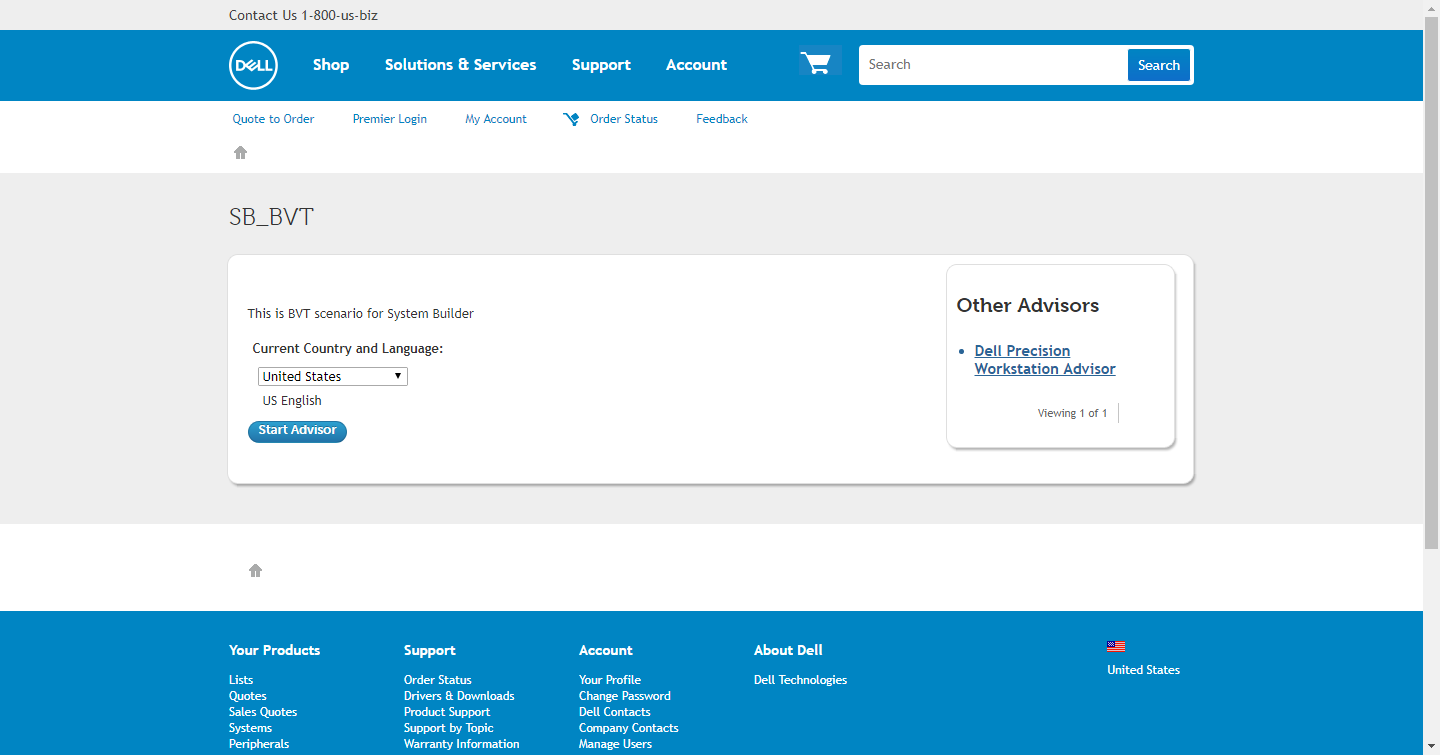 Contact Us 1-800-us-biz
DELL
Shop
Solutions & Services
Support
Account
Search
Search
Quote to Order
Premier Login
My Account
Order Status
Feedback
SB_BVT
This is BVT scenario for System Builder
Current Country and Language:
United States
US English
Start Advisor
Other Advisors
Dell Precision
Workstation Advisor
Viewing 1 of 1
Your Products
Lists
Quotes
Sales Quotes
Systems
Peripherals
Support
Order Status
Drivers & Downloads
Product Support
Support by Topic
Warranty Information
Account
Your Profile
Change Password
Dell Contacts
Company Contacts
Manage Users
About Dell
Dell Technologies
United States